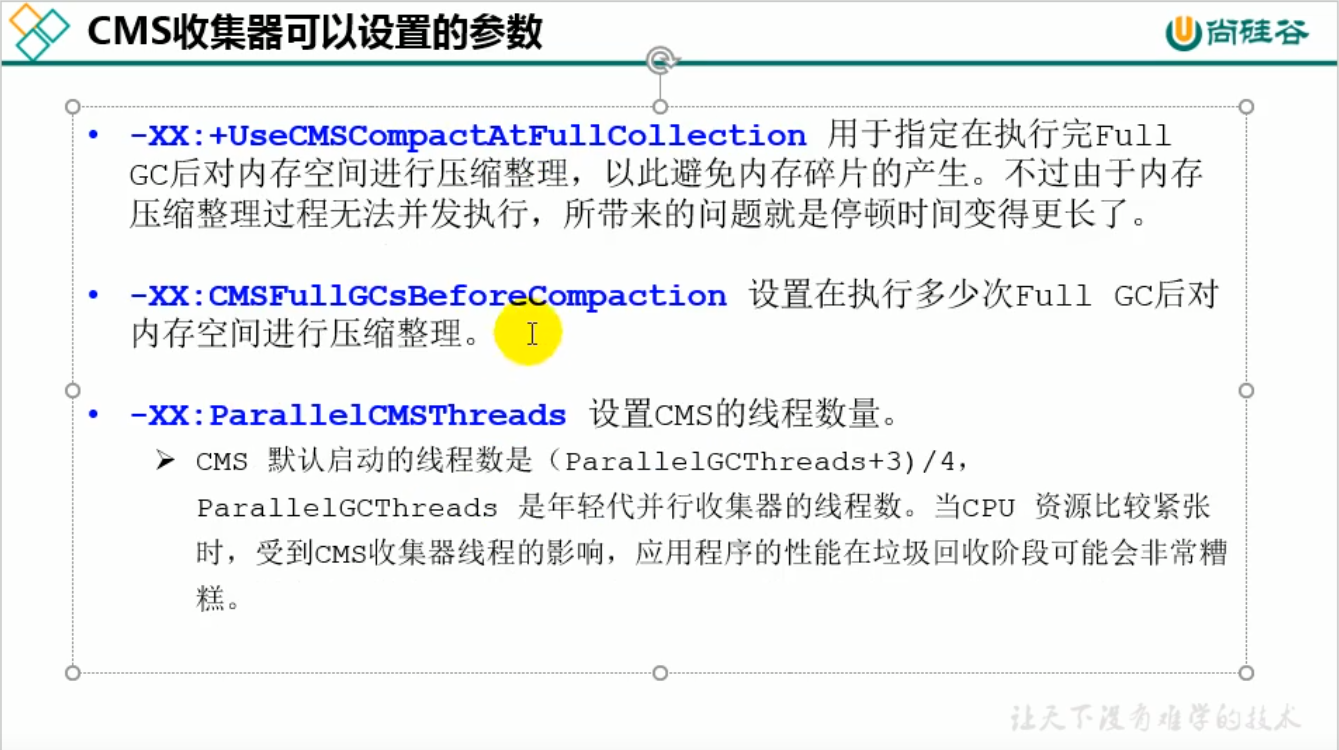 CMS收集器可以设置的参数
尚硅谷
• -XX:+UseCMSCompactAtFullCollection 用于指定在执行完Full
GC后对内存空间进行压缩整理，以此避免内存碎片的产生。不过由于内存
压缩整理过程无法并发执行，所带来的问题就是停顿时间变得更长了。
• -XX:CMSFullGCsBeforeCompaction 设置在执行多少次Full GC后对
内存空间进行压缩整理。
• -XX:ParallelCMSThreads 设置CMS的线程数量。
➢ CMS 默认启动的线程数是（ParallelGCThreads+3)/4，
ParallelGCThreads 是年轻代并行收集器的线程数。当CPU 资源比较紧张
时，受到CMS收集器线程的影响，应用程序的性能在垃圾回收阶段可能会非常糟
糕。
让天下没有难学的技术